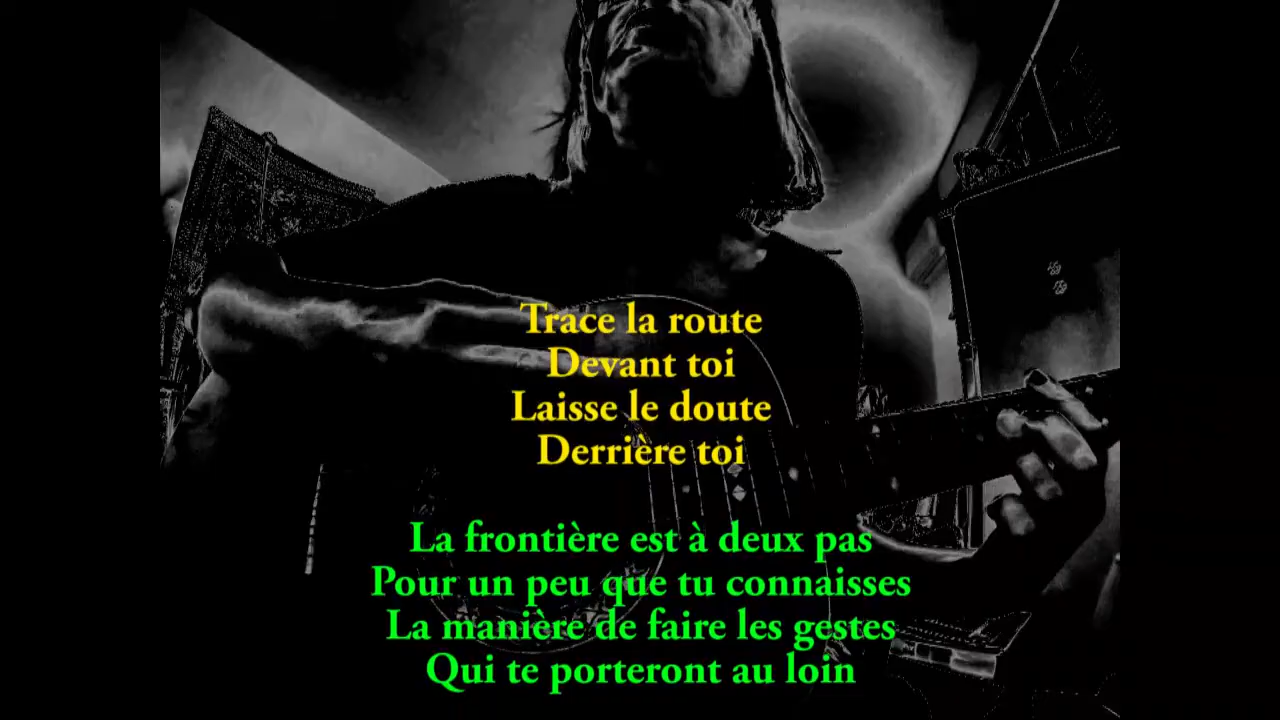 Trace la route
Devant toi
Laisse le doute
Derrière toi
La frontière est à deux pas
Pour un peu que tu connaisses
La manière de faire les gestes
Qui te porteront au loin